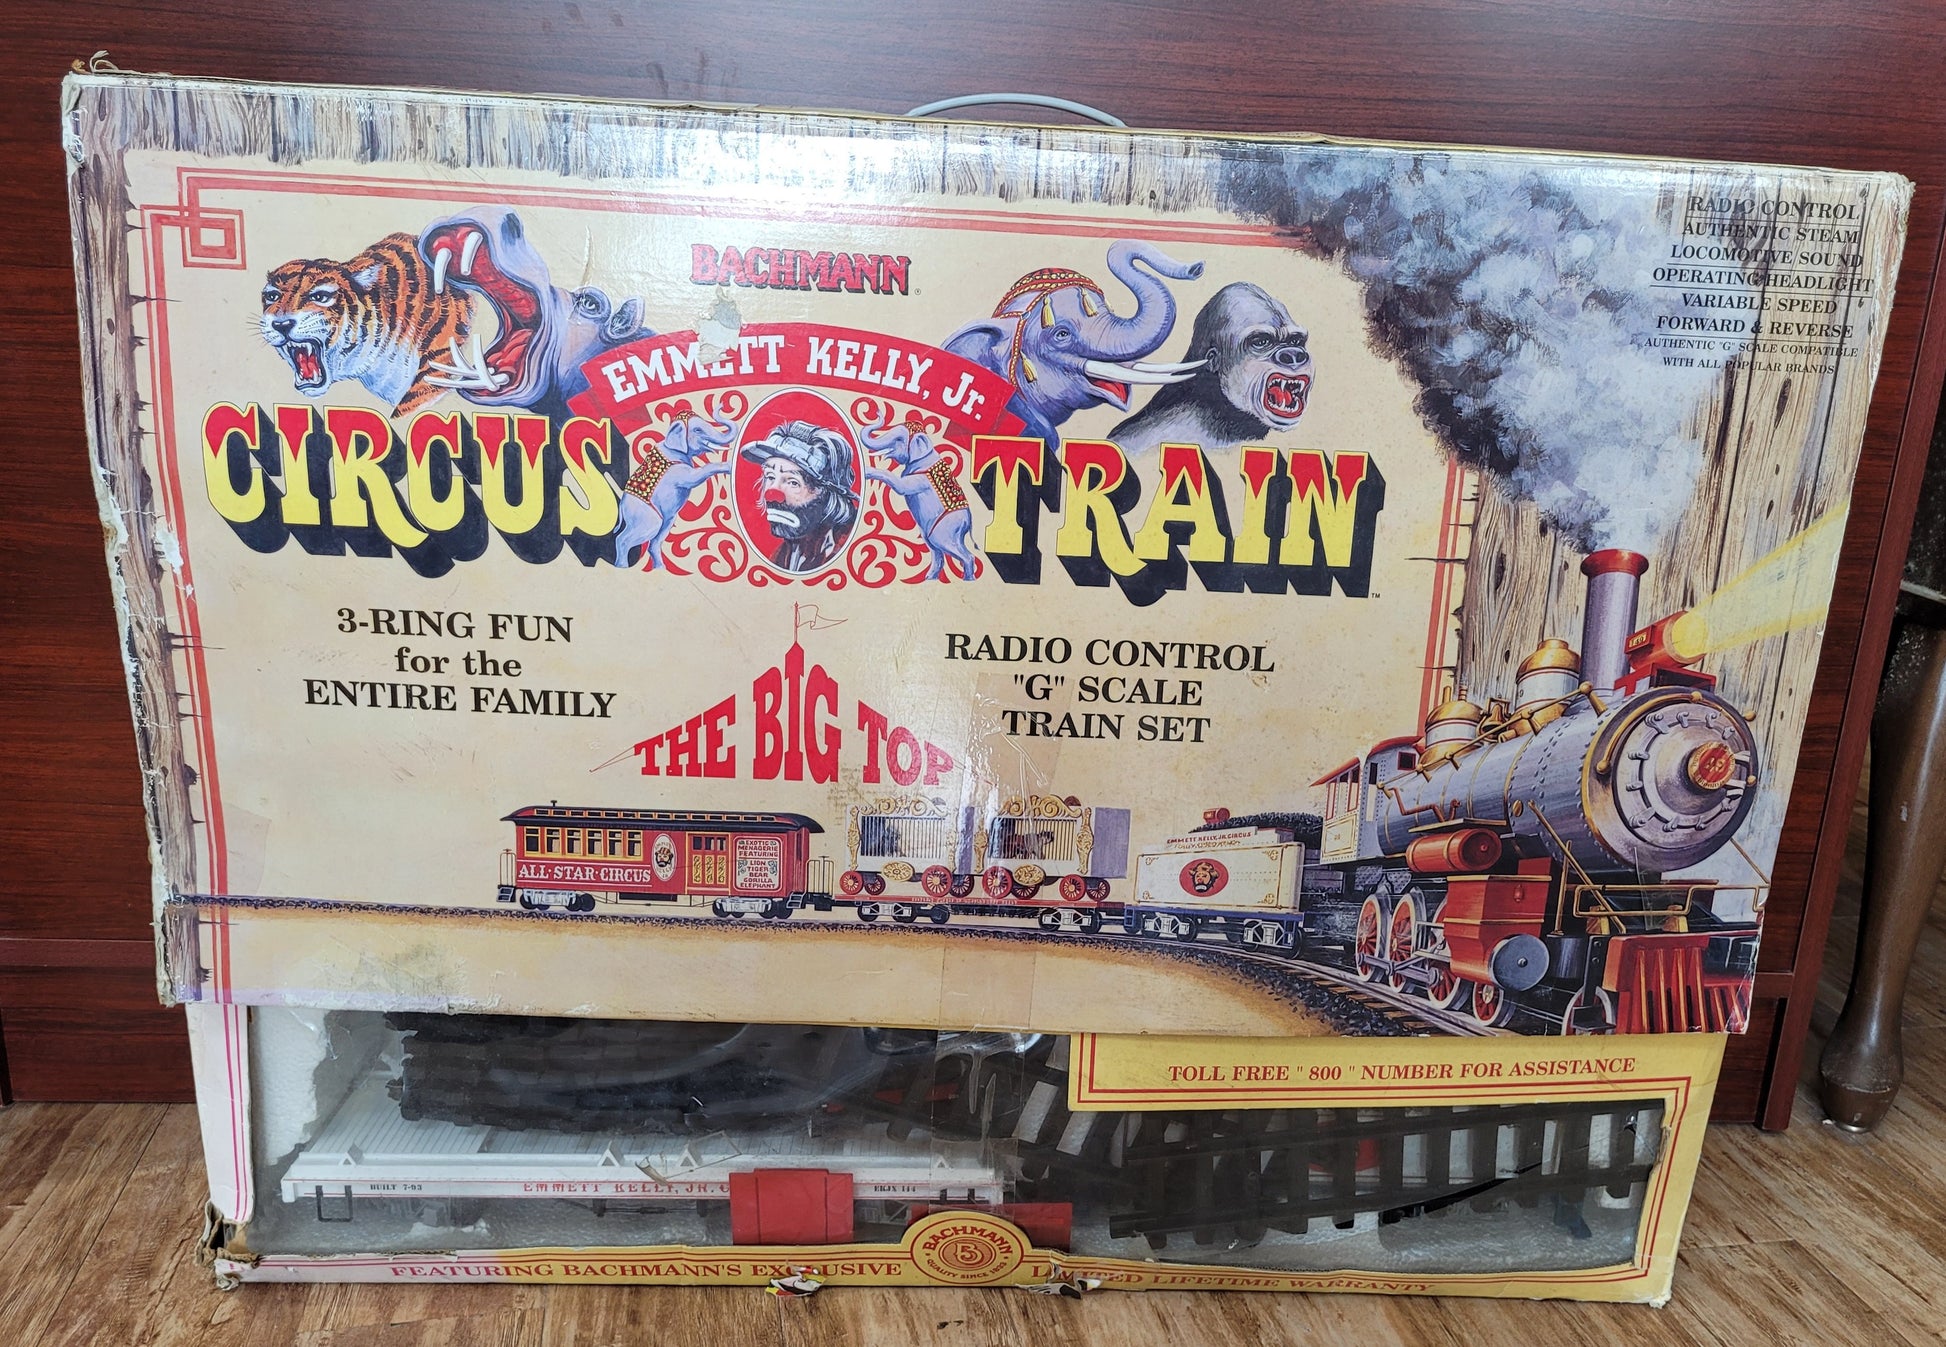 BACHMANN
EMMETT KELLY, Jr.
CIRCUS TRAIN ™
3-RING FUN
for the
ENTIRE FAMILY
THE BIG TOP
RADIO CONTROL
"G" SCALE
TRAIN SET
RADIO CONTROL
AUTHENTIC STEAM
LOCOMOTIVE SOUND
OPERATING HEADLIGHT
VARIABLE SPEED
FORWARD & REVERSE
AUTHENTIC "G" SCALE COMPATIBLE
WITH ALL POPULAR BRANDS
ALL·STAR·CIRCUS
EXOTIC
MENAGERIE
FEATURING
LION
TIGER
BEAR
GORILLA
ELEPHANT
EMMETT KELLY, JR. CIRCUS
TOLL FREE "800" NUMBER FOR ASSISTANCE
BUILT 7-93
EMMETT KELLY, JR. C
EKJX 144
FEATURING BACHMANN'S EXCLUSIVE
BACHMANN
B
QUALITY SINCE 1833
LIMITED LIFETIME WARRANTY